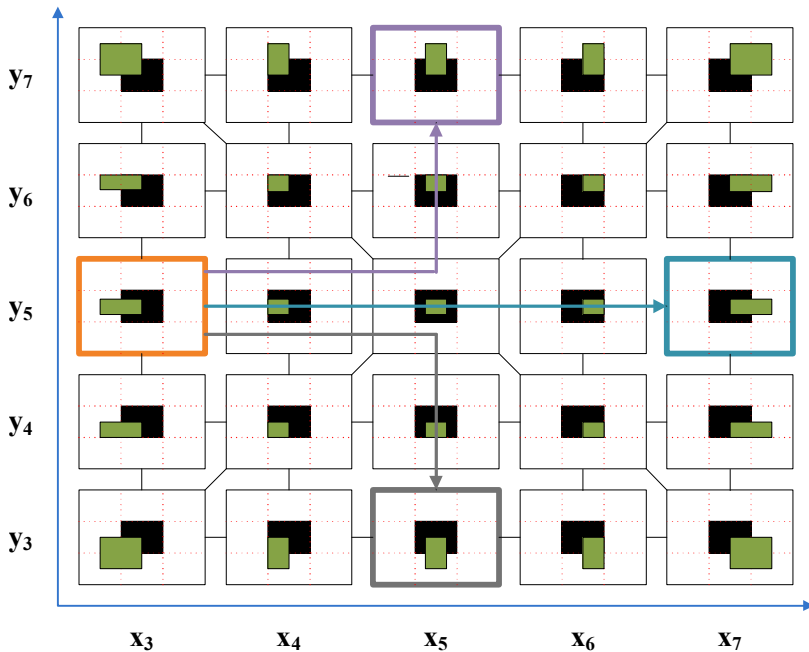 y₇
y₆
y₅
y₄
y₃
x₃ x₄ x₅ x₆ x₇